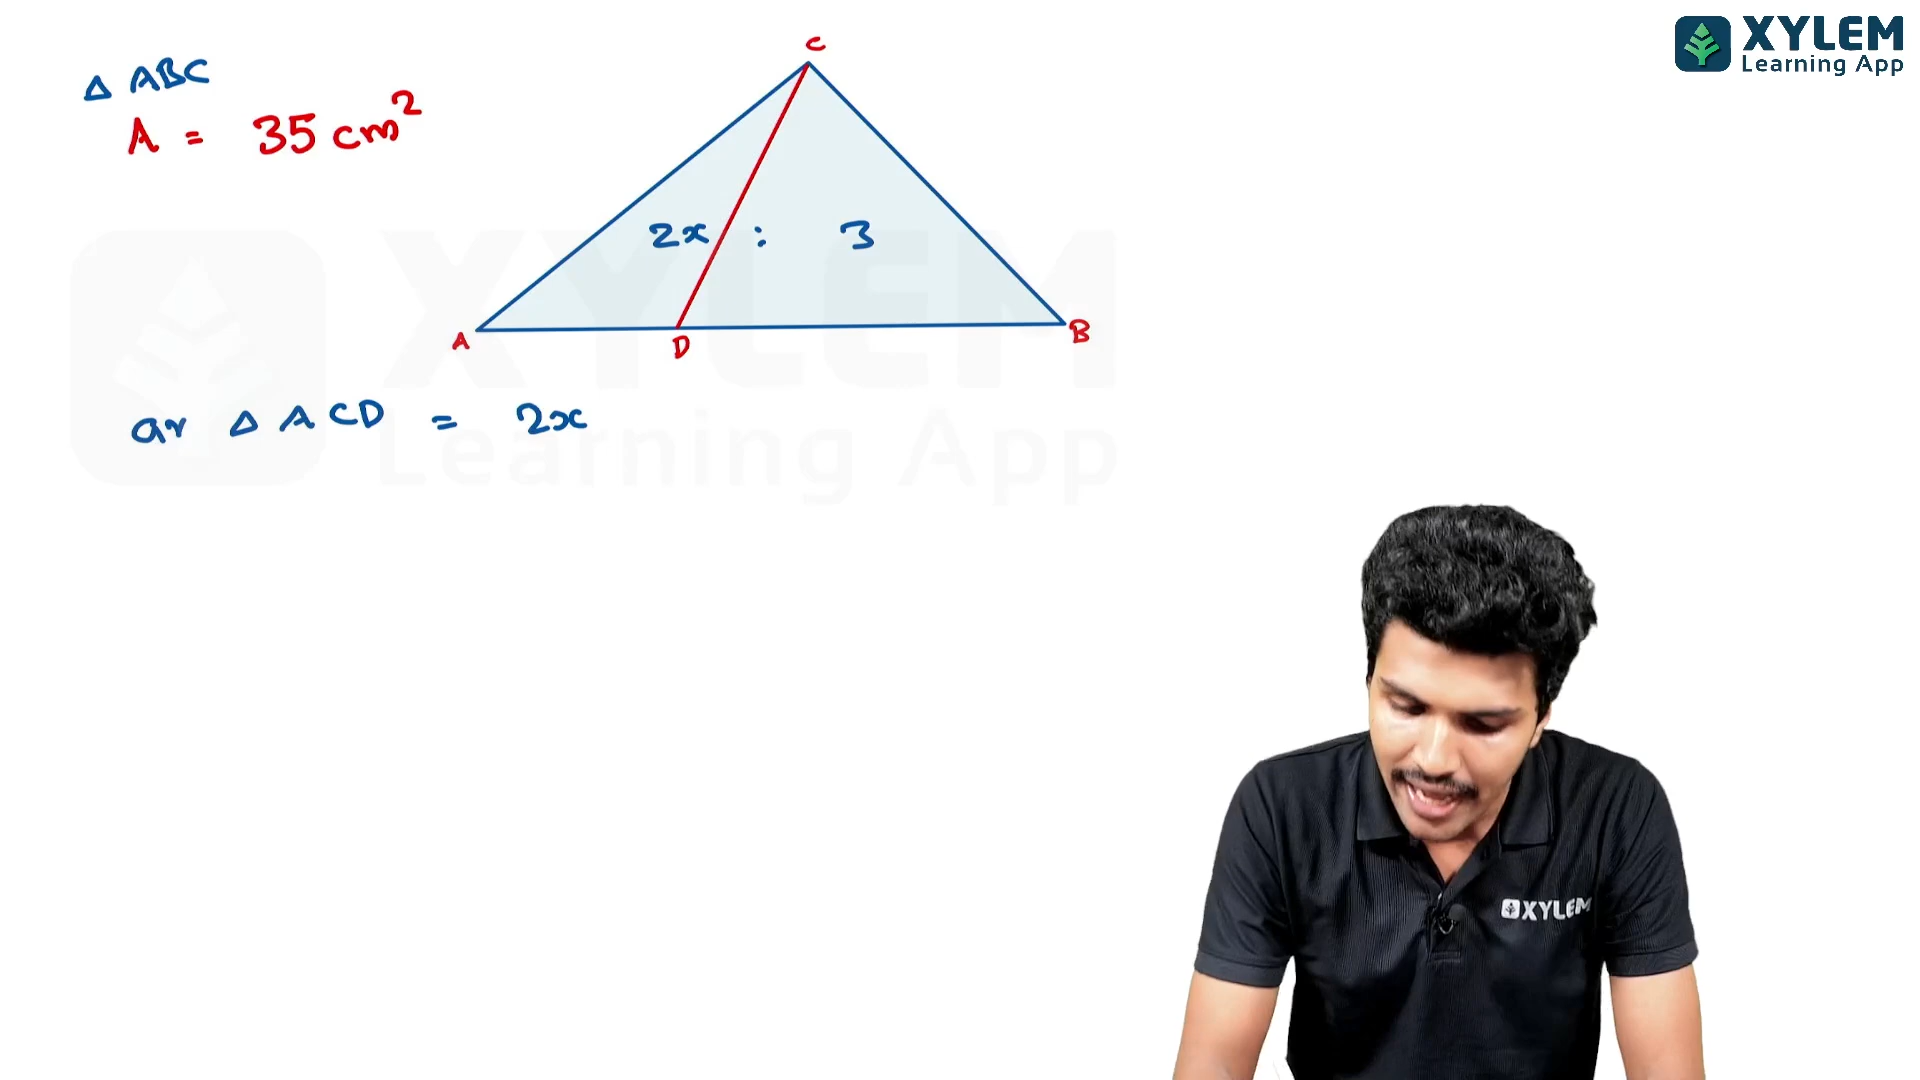 XYLEM
Learning App
Δ ABC
A = 35 cm²
C
2x : 3
A
D
B
ar Δ ACD = 2x
XYLEM
Learning App
XYLEM